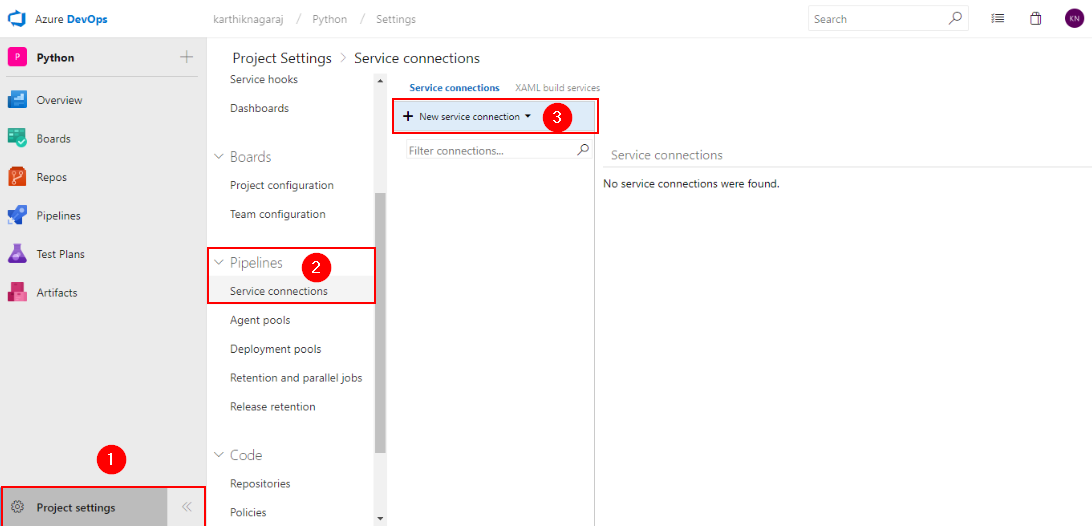 Azure DevOps
karthiknagaraj / Python / Settings
Search
KN
P Python
Overview
Boards
Repos
Pipelines
Test Plans
Artifacts
1
Project settings
Project Settings > Service connections
Service hooks
Dashboards
Boards
Project configuration
Team configuration
Pipelines
2
Service connections
Agent pools
Deployment pools
Retention and parallel jobs
Release retention
Code
Repositories
Policies
Service connections XAML build services
+ New service connection
3
Filter connections...
Service connections
No service connections were found.